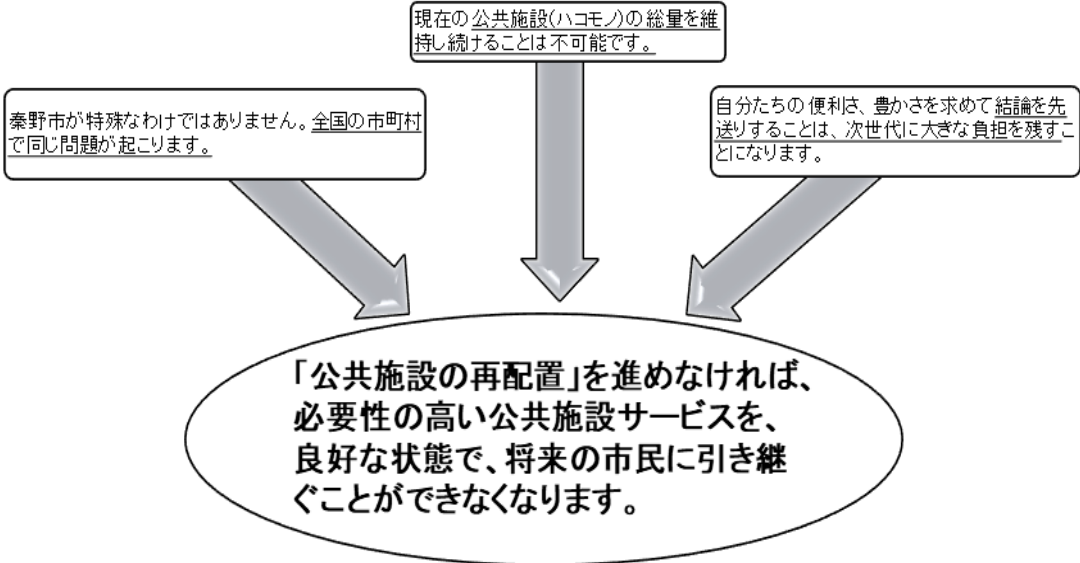 現在の公共施設(ハコモノ)の総量を維
持し続けることは不可能です。
秦野市が特殊なわけではありません。全国の市町村
で同じ問題が起こります。
自分たちの便利さ、豊かさを求めて結論を先
送りすることは、次世代に大きな負担を残すこ
とになります。
「公共施設の再配置」を進めなければ、
必要性の高い公共施設サービスを、
良好な状態で、将来の市民に引き継
ぐことができなくなります。